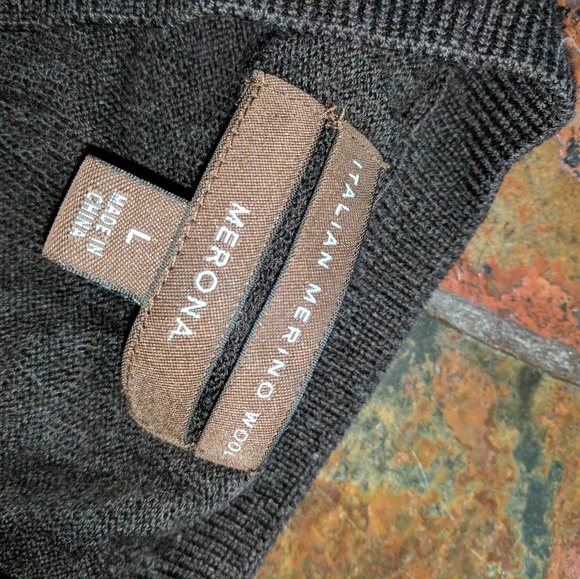 ITALIAN MERINO WOOL
MERONA
L
MADE IN
CHINA